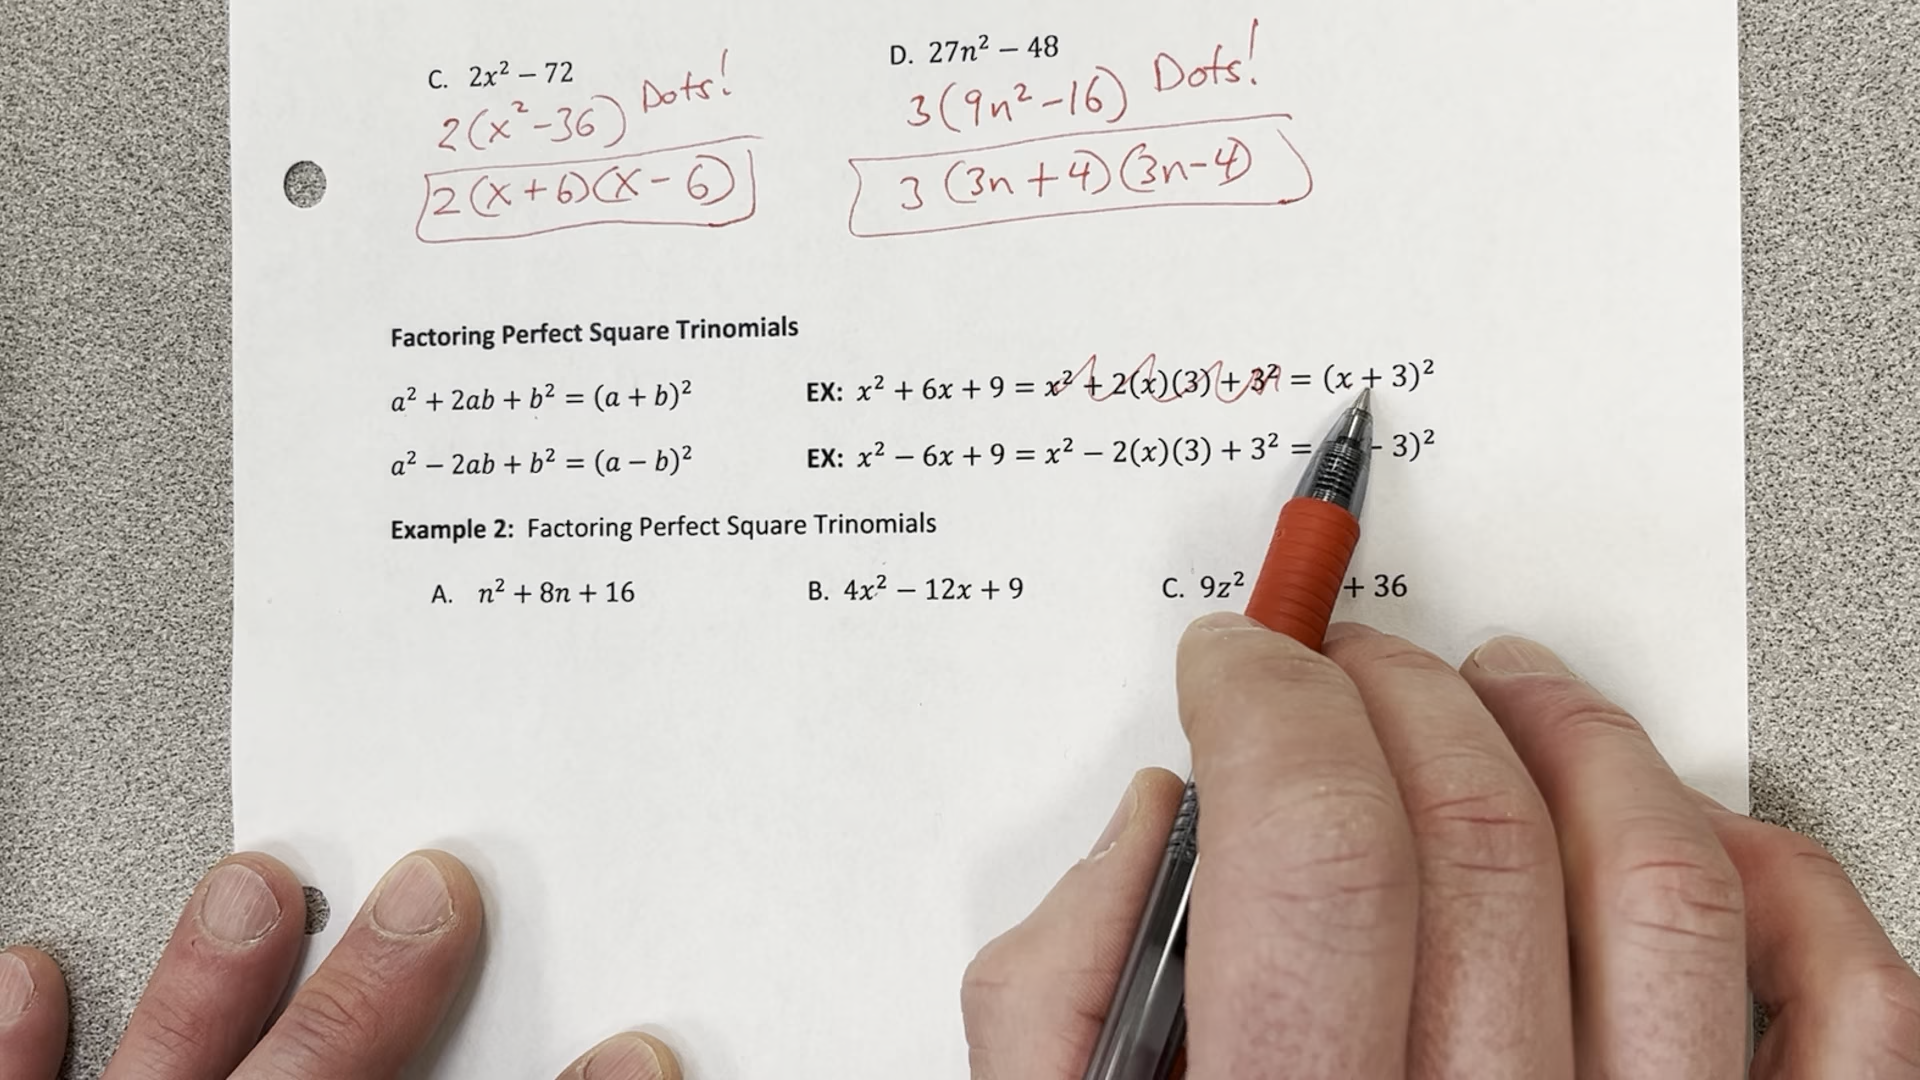 C. 2x² – 72
D. 27n² – 48
2(x²-36) Dots!
3(9n²-16) Dots!
2(x+6)(x-6)
3(3n+4)(3n-4)
Factoring Perfect Square Trinomials
a² + 2ab + b² = (a + b)²
EX: x² + 6x + 9 = x² + 2(x)(3) + 3² = (x + 3)²
a² – 2ab + b² = (a – b)²
EX: x² – 6x + 9 = x² – 2(x)(3) + 3² = – 3)²
Example 2: Factoring Perfect Square Trinomials
A. n² + 8n + 16
B. 4x² – 12x + 9
C. 9z² + 36